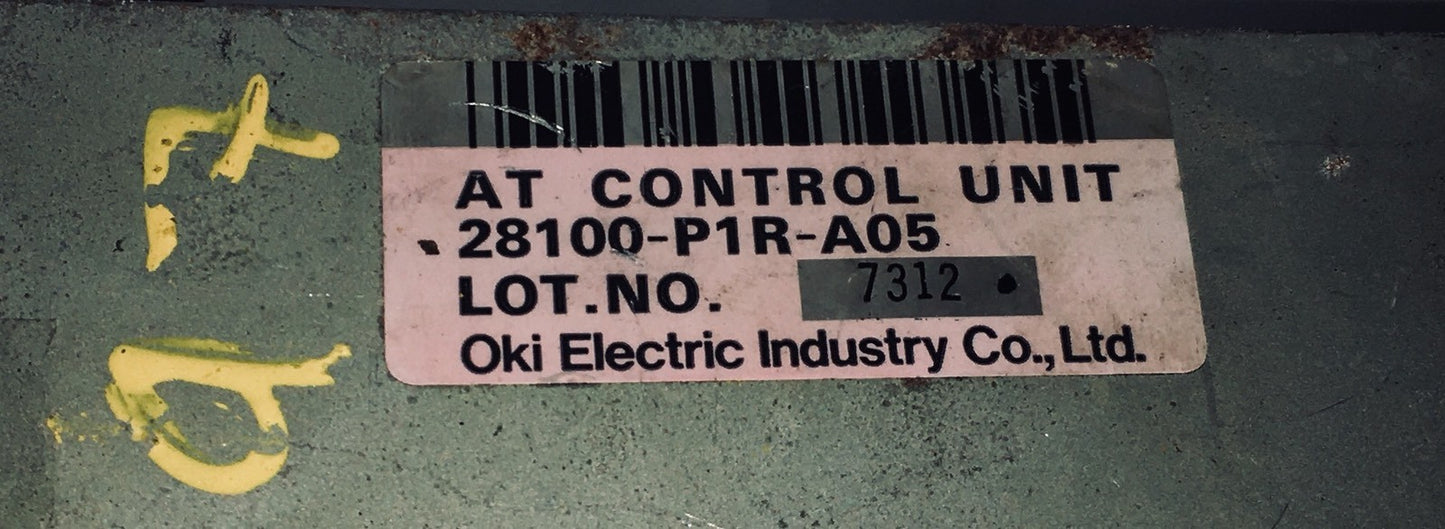 AT CONTROL UNIT
28100-P1R-A05
LOT.NO. 7312
Oki Electric Industry Co., Ltd.